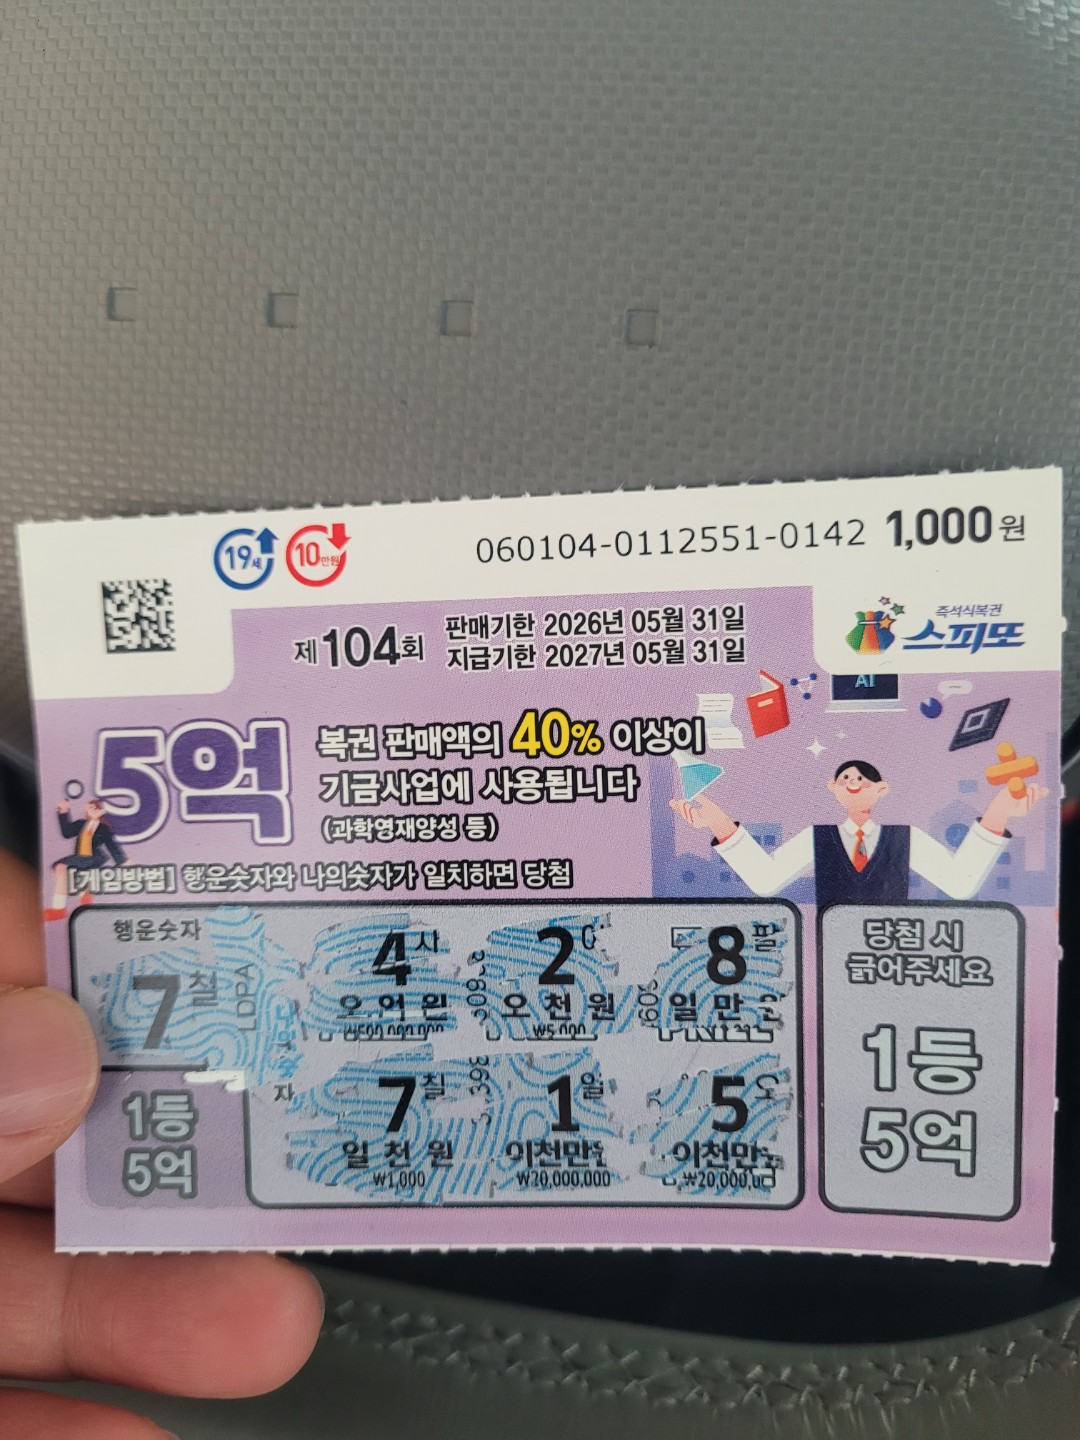 19세
10만원
060104-0112551-0142 1,000원
제104회
판매기한 2026년 05월 31일
지급기한 2027년 05월 31일
즉석식복권
스피또
AI
5억
복권 판매액의 40% 이상이
기금사업에 사용됩니다
(과학영재양성 등)
[게임방법] 행운숫자와 나의숫자가 일치하면 당첨
행운숫자
7 칠
4 사
2
8 팔
오억원
오천원
일만
₩5,000
자
7 칠
1 일
5 오
일천원
이천만
이천만
₩1,000
₩20,000,000
₩20,000,0
1등
5억
당첨 시
긁어주세요
1등
5억